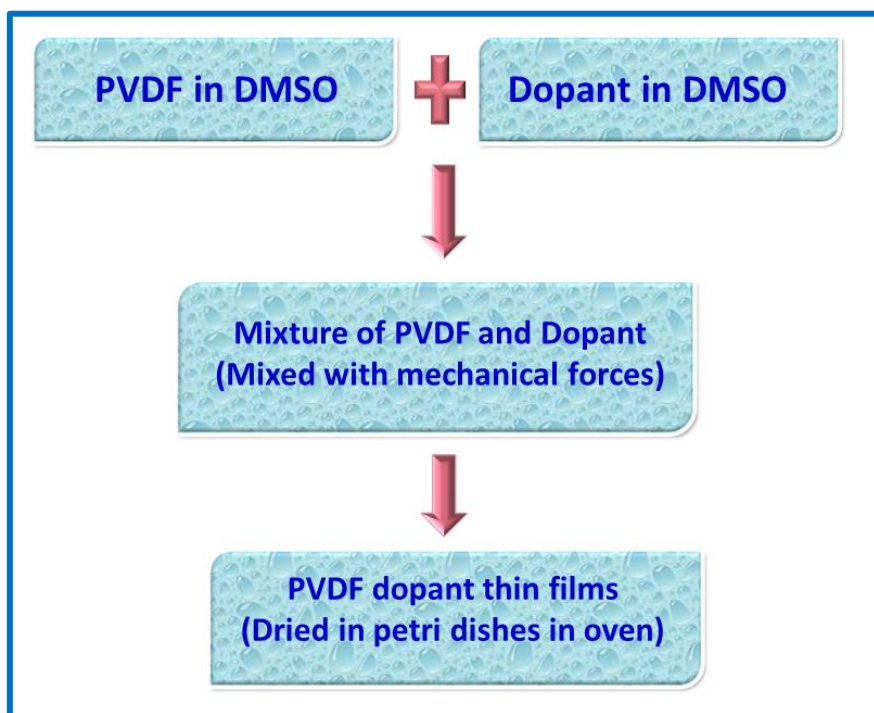 PVDF in DMSO
Dopant in DMSO
Mixture of PVDF and Dopant
(Mixed with mechanical forces)
PVDF dopant thin films
(Dried in petri dishes in oven)